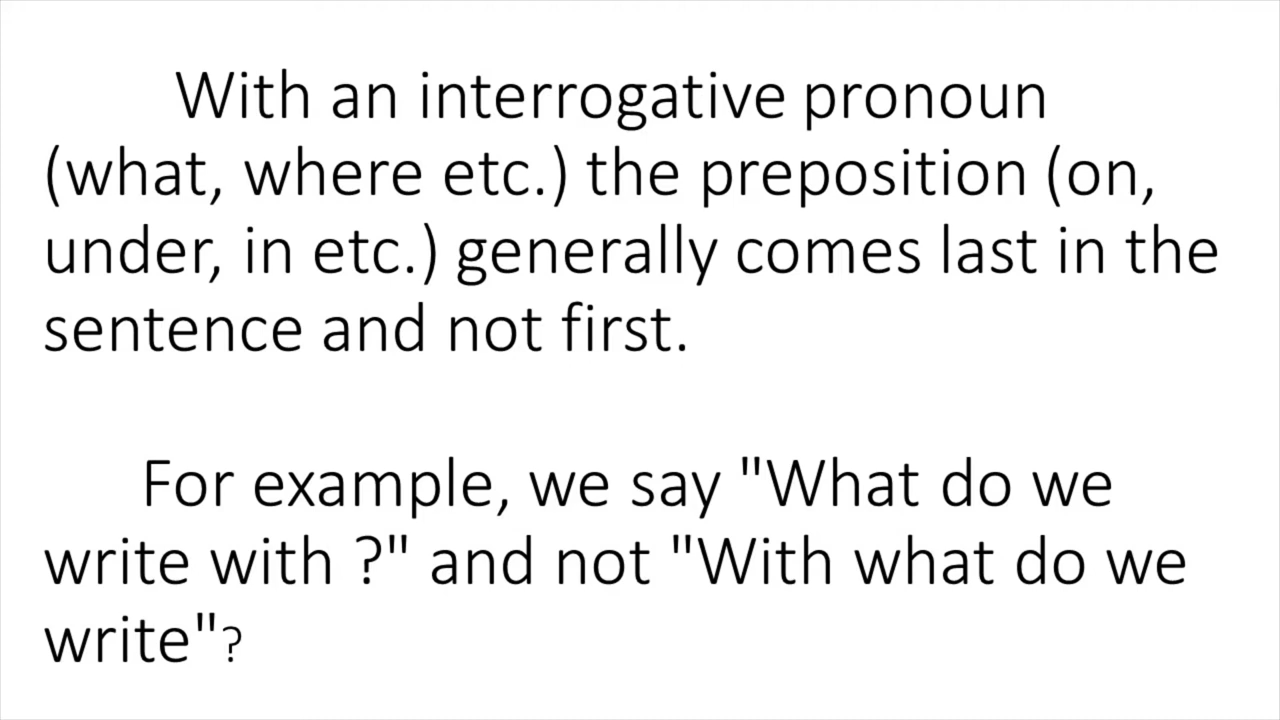 With an interrogative pronoun
(what, where etc.) the preposition (on,
under, in etc.) generally comes last in the
sentence and not first.
For example, we say "What do we
write with ?" and not "With what do we
write"?